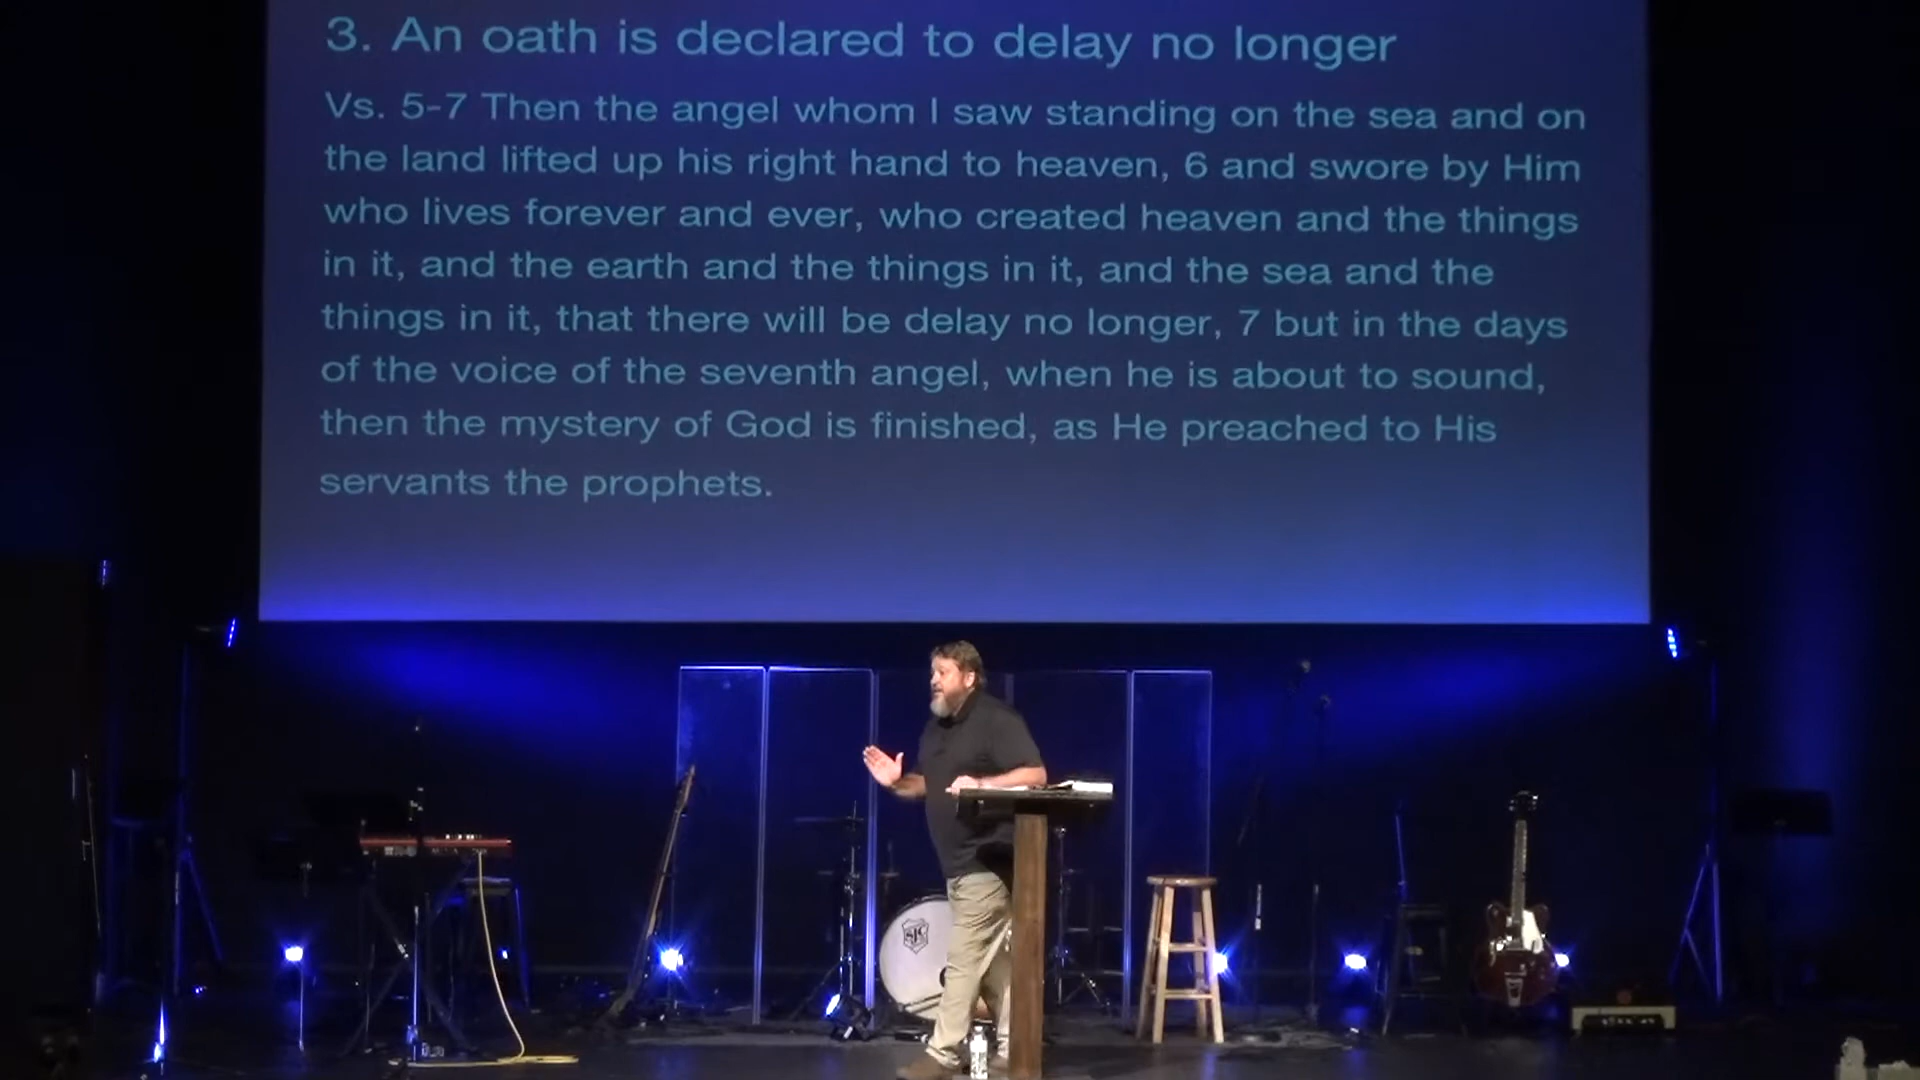 3. An oath is declared to delay no longer
Vs. 5-7 Then the angel whom I saw standing on the sea and on
the land lifted up his right hand to heaven, 6 and swore by Him
who lives forever and ever, who created heaven and the things
in it, and the earth and the things in it, and the sea and the
things in it, that there will be delay no longer, 7 but in the days
of the voice of the seventh angel, when he is about to sound,
then the mystery of God is finished, as He preached to His
servants the prophets.
SJC